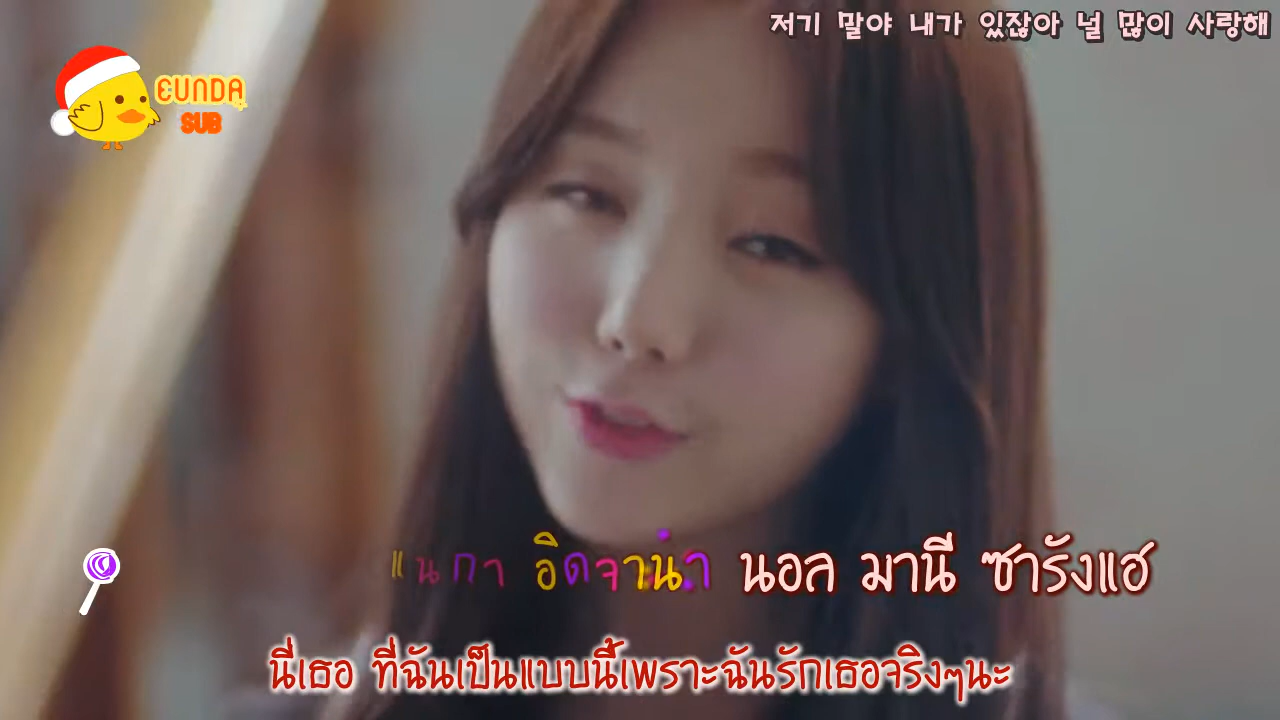 저기 말야 내가 있잖아 널 많이 사랑해
EUNDA
SUB
แนกา อิดจาน่า นอล มานี ซารังแฮ
นี่เธอ ที่ฉันเป็นแบบนี้เพราะฉันรักเธอจริงๆนะ